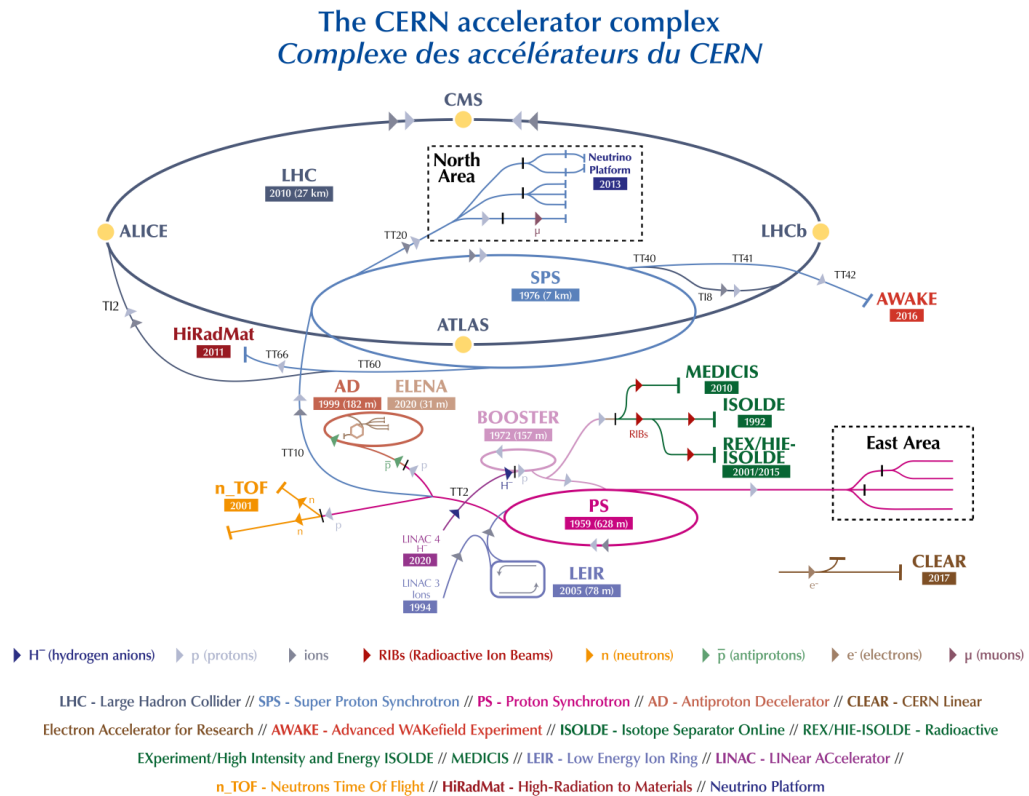 The CERN accelerator complex
Complexe des accélérateurs du CERN
CMS
North Area
Neutrino Platform
2013
LHC
2010 (27 km)
μ
ALICE
LHCb
TT20
TT40
TT41
TT42
SPS
1976 (7 km)
TI8
TI2
AWAKE
2016
ATLAS
HiRadMat
2011
TT66
TT60
MEDICIS
2010
AD
1999 (182 m)
ELENA
2020 (31 m)
ISOLDE
1992
BOOSTER
1972 (157 m)
RIBs
REX/HIE-
ISOLDE
2001/2015
East Area
TT10
p̅
p
H⁻
p
n_TOF
2001
n
n
p
TT2
PS
1959 (628 m)
LINAC 4
H⁻
2020
LINAC 3
Ions
1994
LEIR
2005 (78 m)
CLEAR
2017
e⁻
H⁻ (hydrogen anions)
p (protons)
ions
RIBs (Radioactive Ion Beams)
n (neutrons)
p̅ (antiprotons)
e⁻ (electrons)
μ (muons)
LHC - Large Hadron Collider // SPS - Super Proton Synchrotron // PS - Proton Synchrotron // AD - Antiproton Decelerator // CLEAR - CERN Linear
Electron Accelerator for Research // AWAKE - Advanced WAKefield Experiment // ISOLDE - Isotope Separator OnLine // REX/HIE-ISOLDE - Radioactive
EXperiment/High Intensity and Energy ISOLDE // MEDICIS // LEIR - Low Energy Ion Ring // LINAC - LINear ACcelerator //
n_TOF - Neutrons Time Of Flight // HiRadMat - High-Radiation to Materials // Neutrino Platform